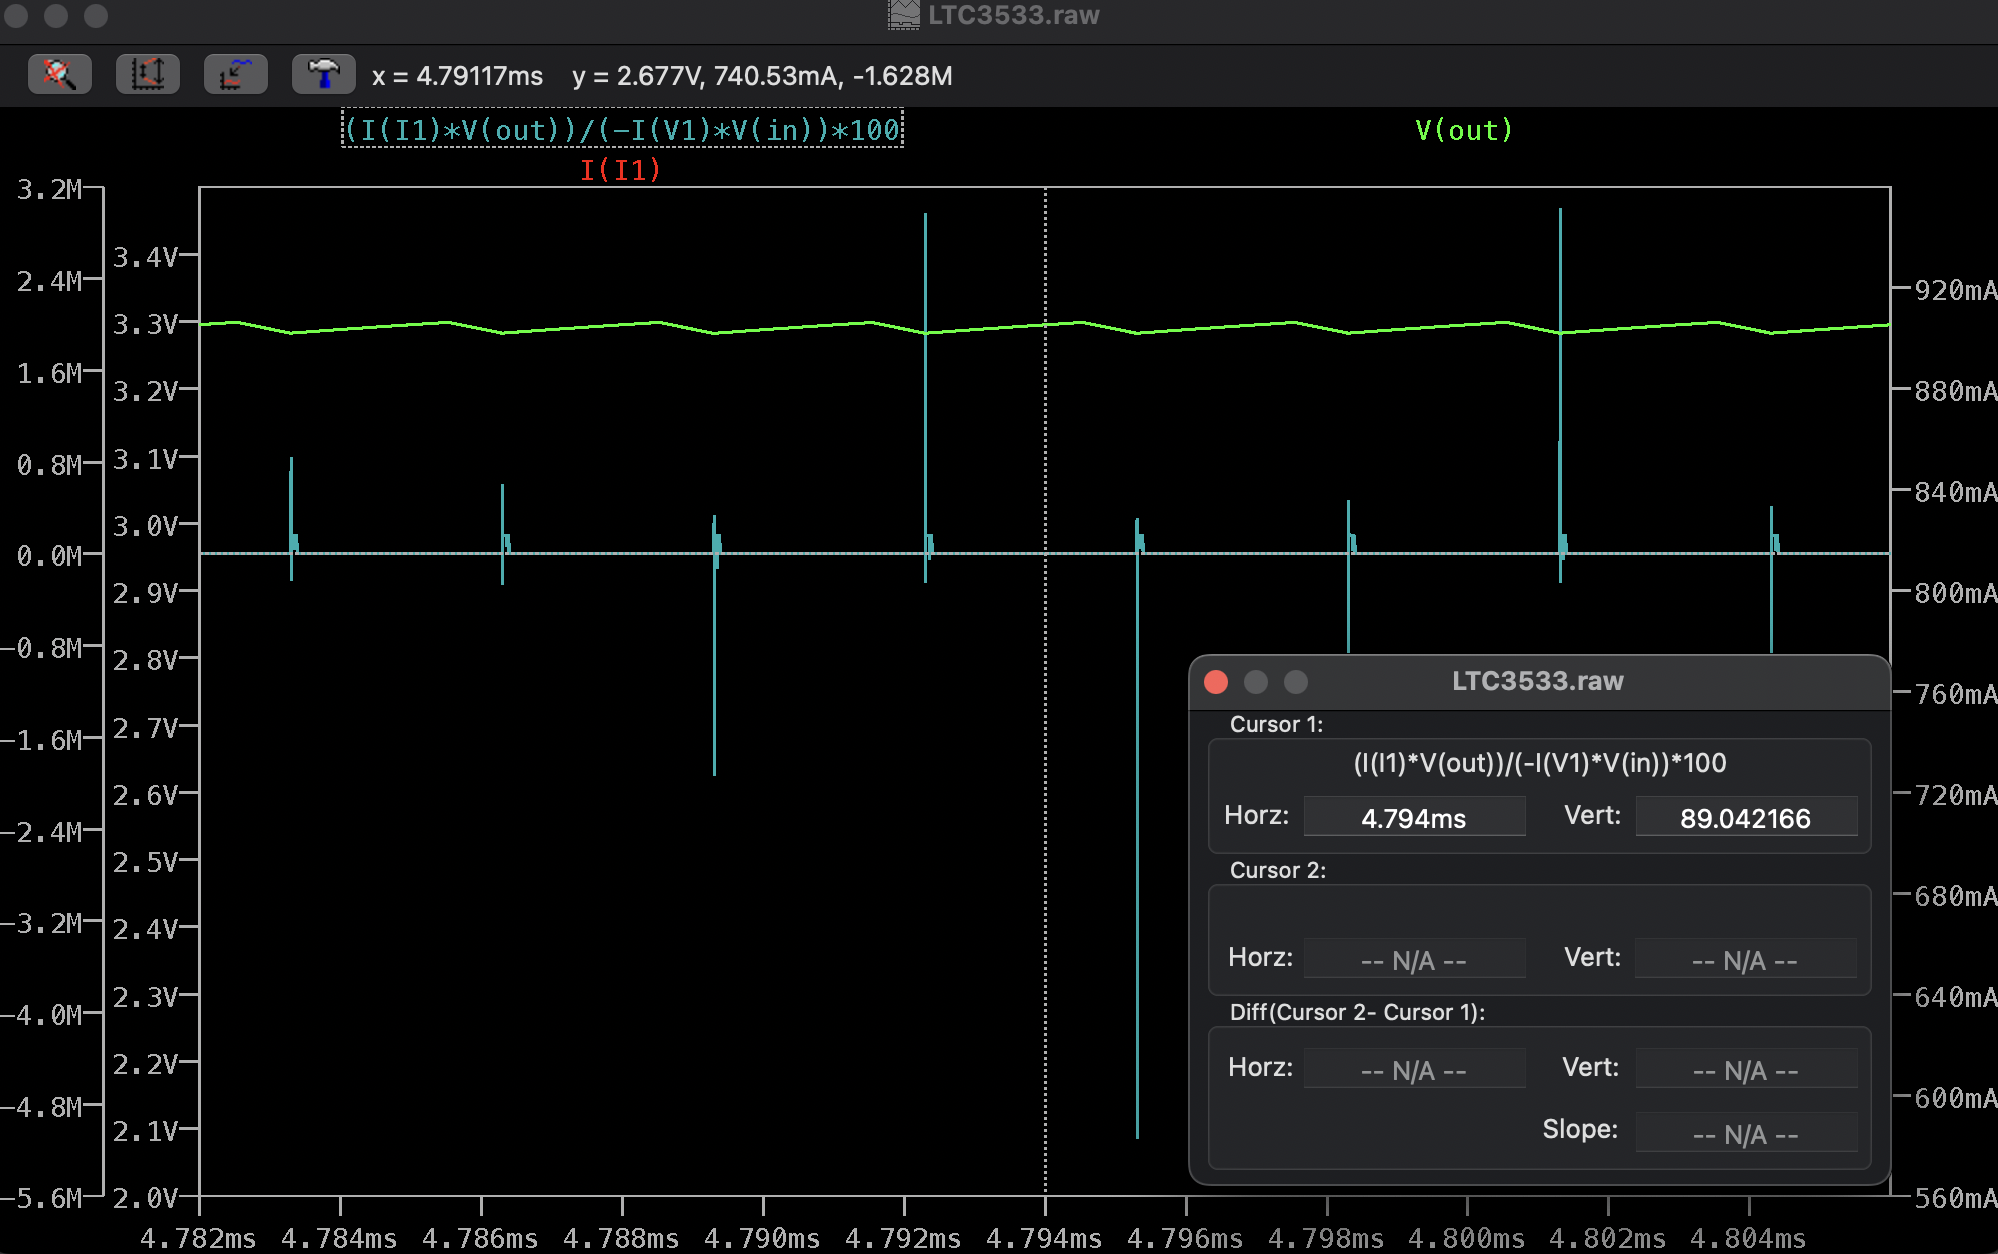 LTC3533.raw
x = 4.79117ms y = 2.677V, 740.53mA, -1.628M
(I(I1)*V(out))/(-I(V1)*V(in))*100 V(out)
I(I1)
3.2M
3.4V
2.4M 920mA
3.3V
1.6M 3.2V 880mA
0.8M 3.1V
840mA
3.0V
0.0M
2.9V 800mA
-0.8M 2.8V
760mA
-1.6M 2.7V
2.6V 720mA
-2.4M
2.5V
680mA
-3.2M 2.4V
2.3V 640mA
-4.0M
2.2V
-4.8M 600mA
2.1V
-5.6M 2.0V 560mA
4.782ms 4.784ms 4.786ms 4.788ms 4.790ms 4.792ms 4.794ms 4.796ms 4.798ms 4.800ms 4.802ms 4.804ms
LTC3533.raw
Cursor 1:
(I(I1)*V(out))/(-I(V1)*V(in))*100
Horz: 4.794ms Vert: 89.042166
Cursor 2:
Horz: -- N/A -- Vert: -- N/A --
Diff(Cursor 2- Cursor 1):
Horz: -- N/A -- Vert: -- N/A --
Slope: -- N/A --